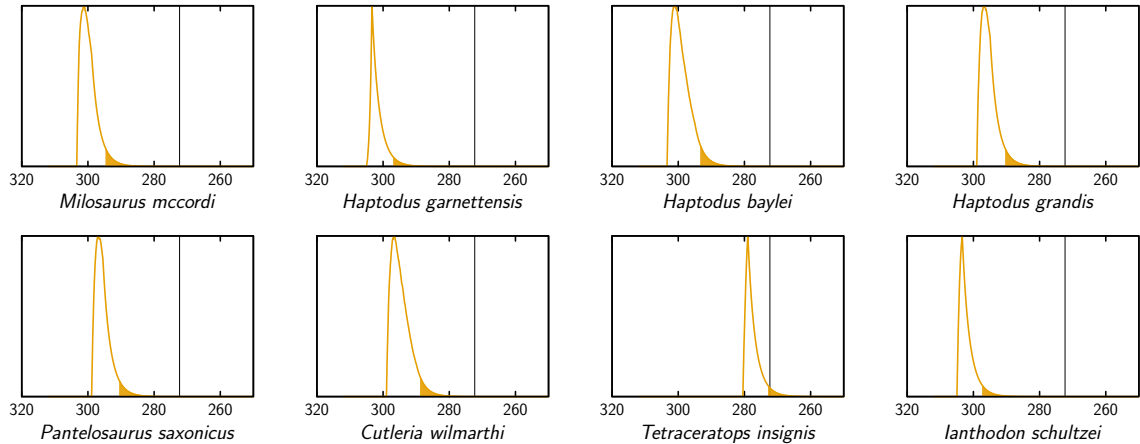 320 300 280 260 320 300 280 260 320 300 280 260 320 300 280 260
Milosaurus mccordi Haptodus garnettensis Haptodus baylei Haptodus grandis
320 300 280 260 320 300 280 260 320 300 280 260 320 300 280 260
Pantelosaurus saxonicus Cutleria wilmarthi Tetraceratops insignis Ianthodon schultzei